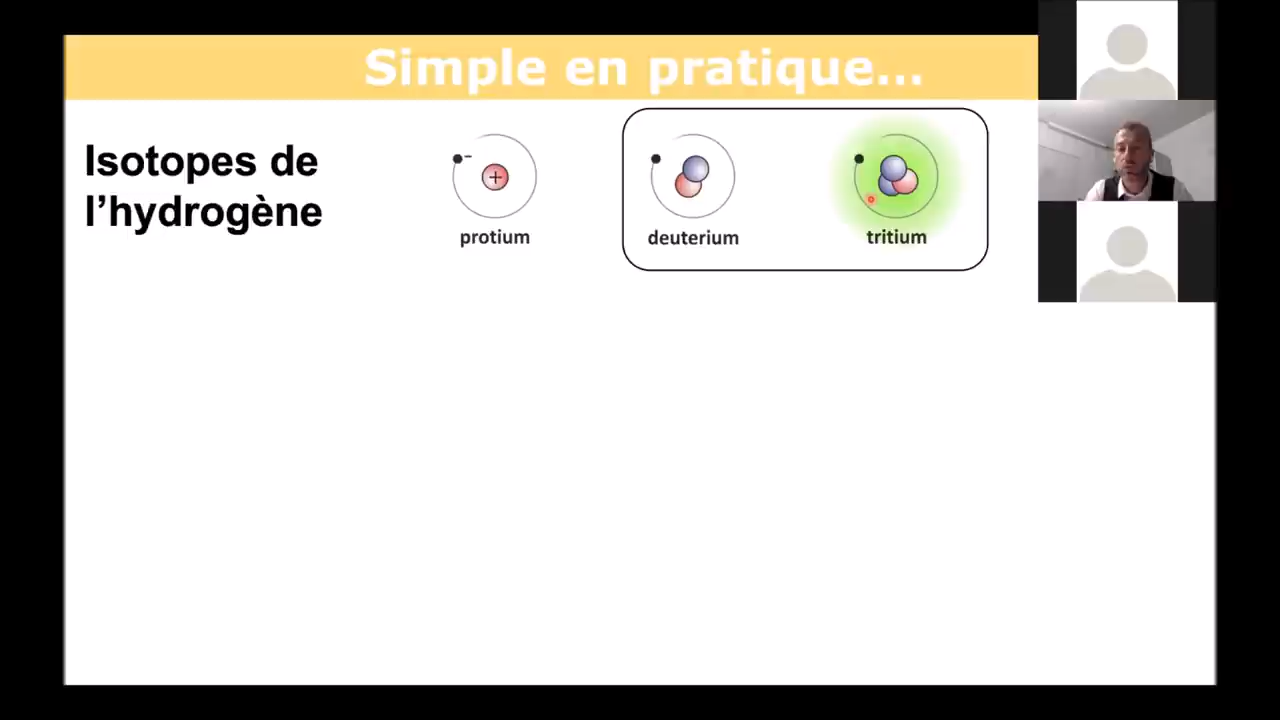 Simple en pratique...
Isotopes de
l’hydrogène
protium
deuterium
tritium